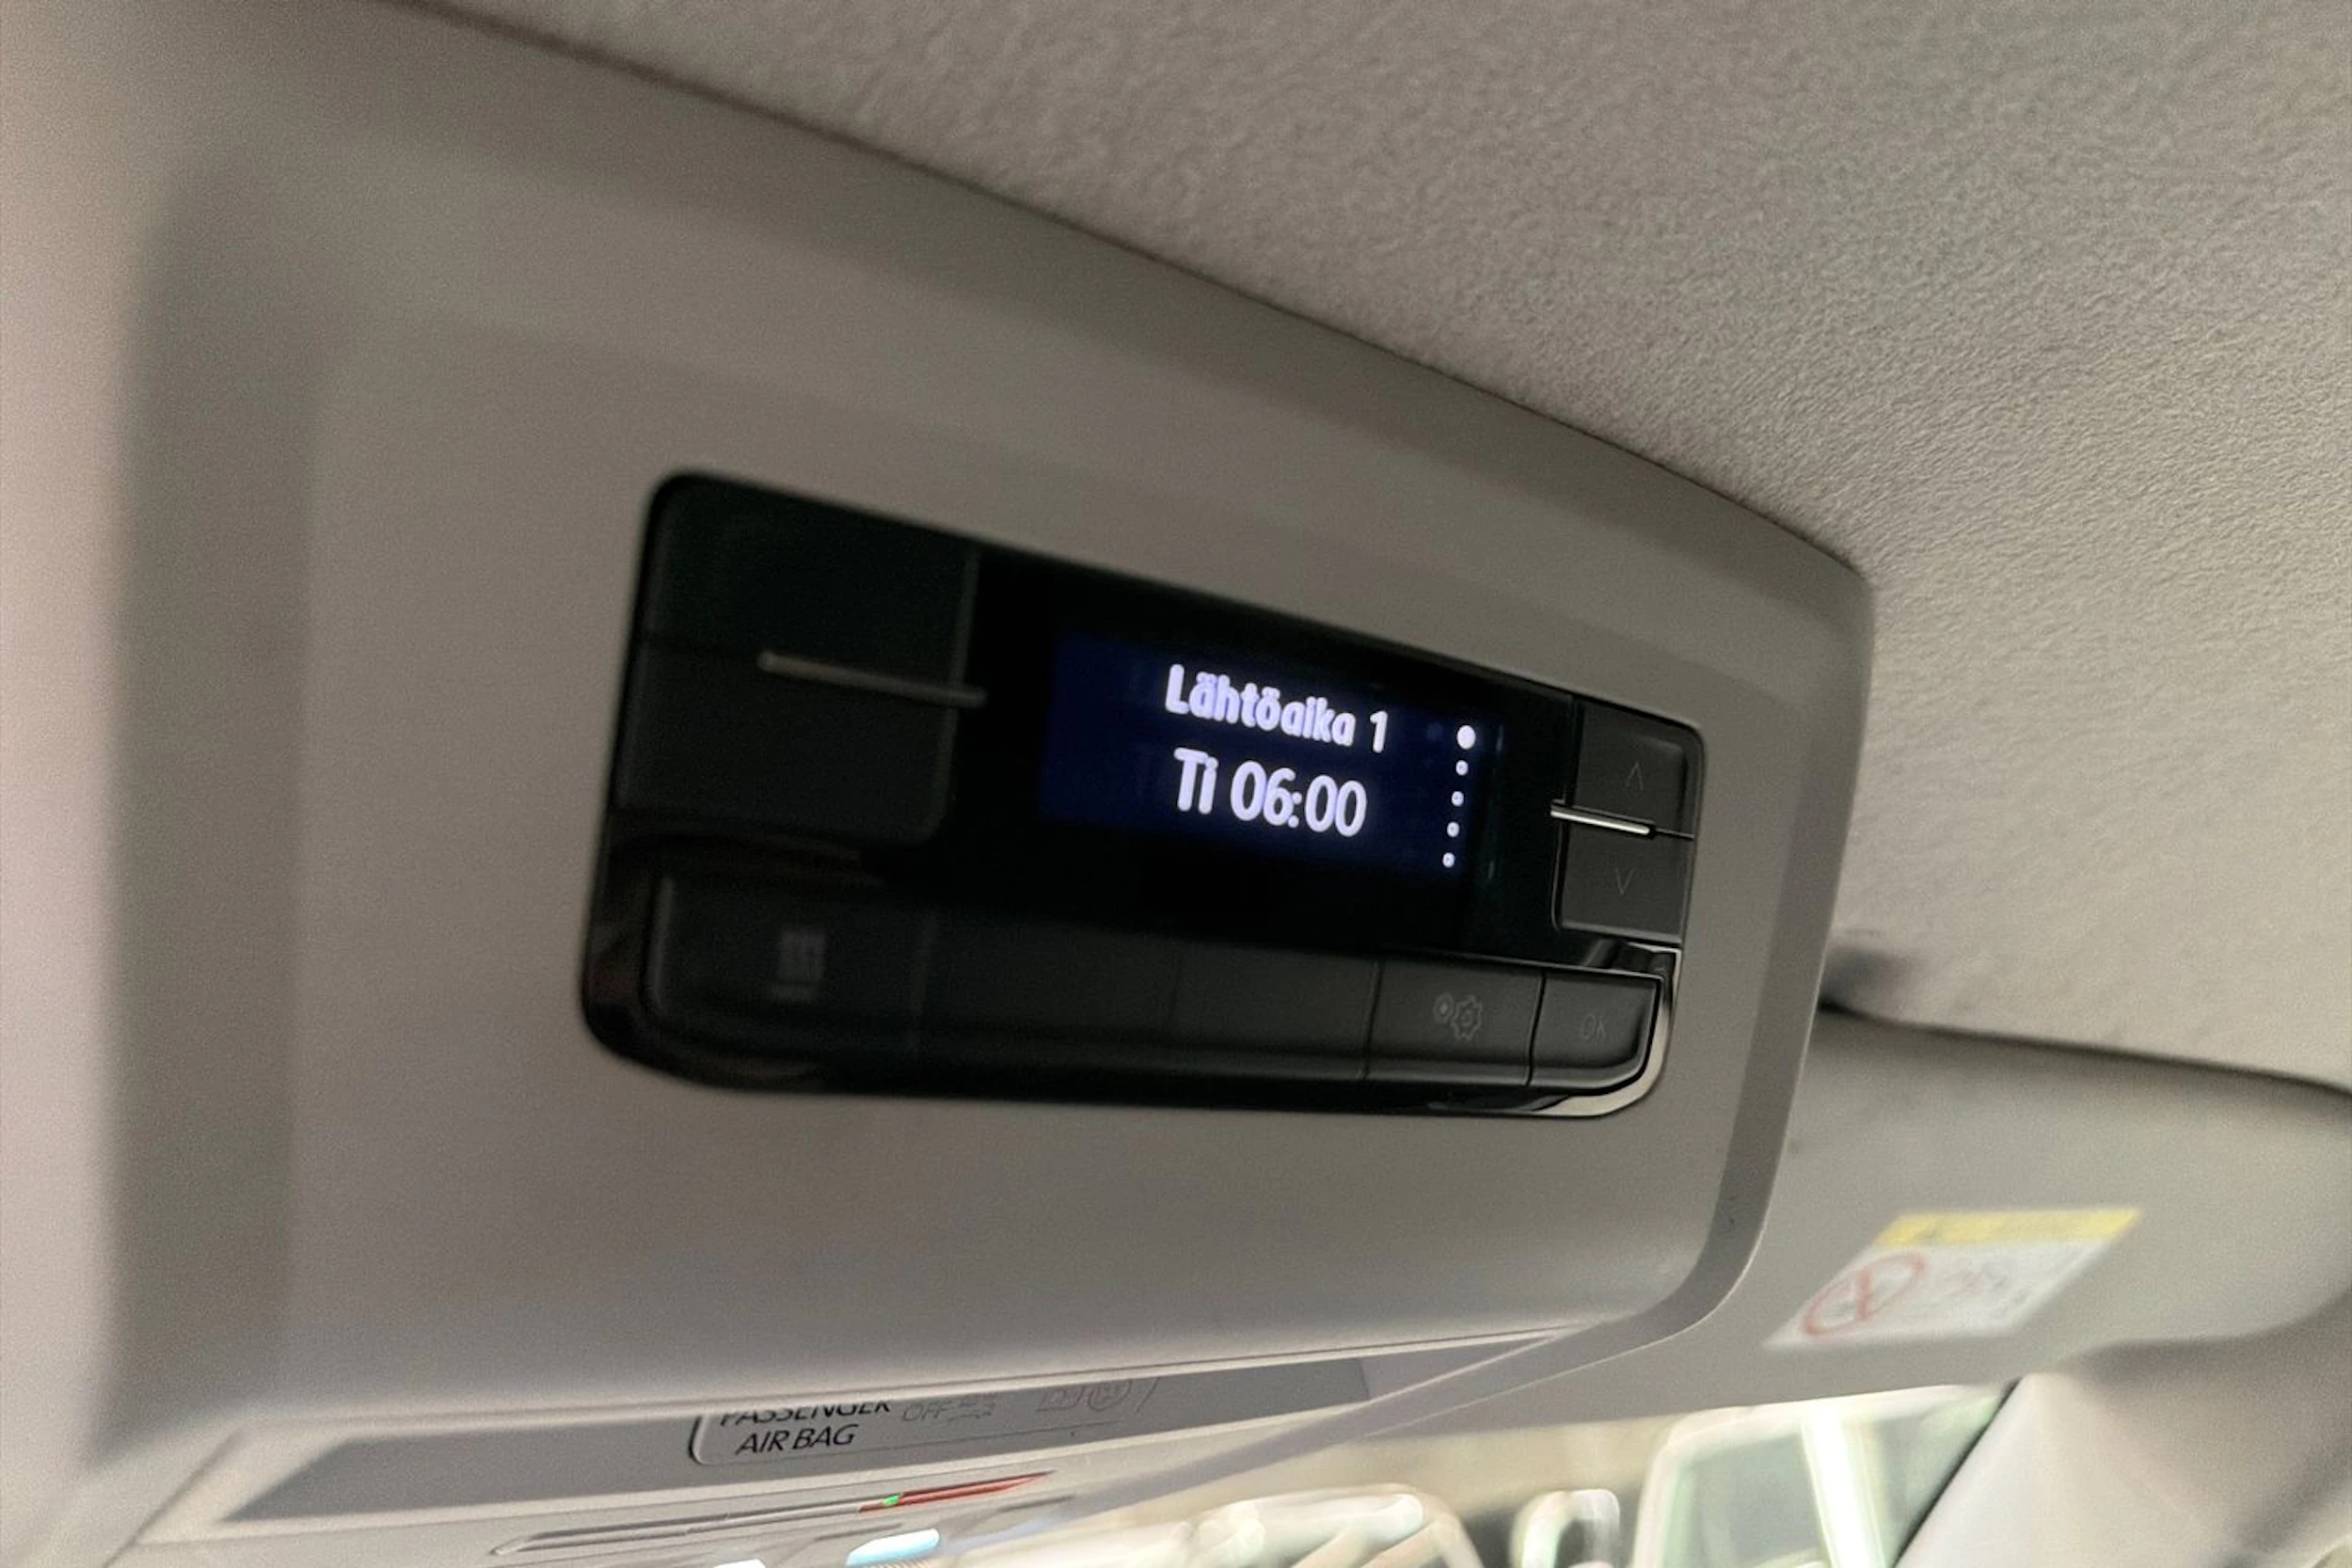 Lähtöaika 1
Ti 06:00
OK
PASSENGER
AIR BAG
OFF